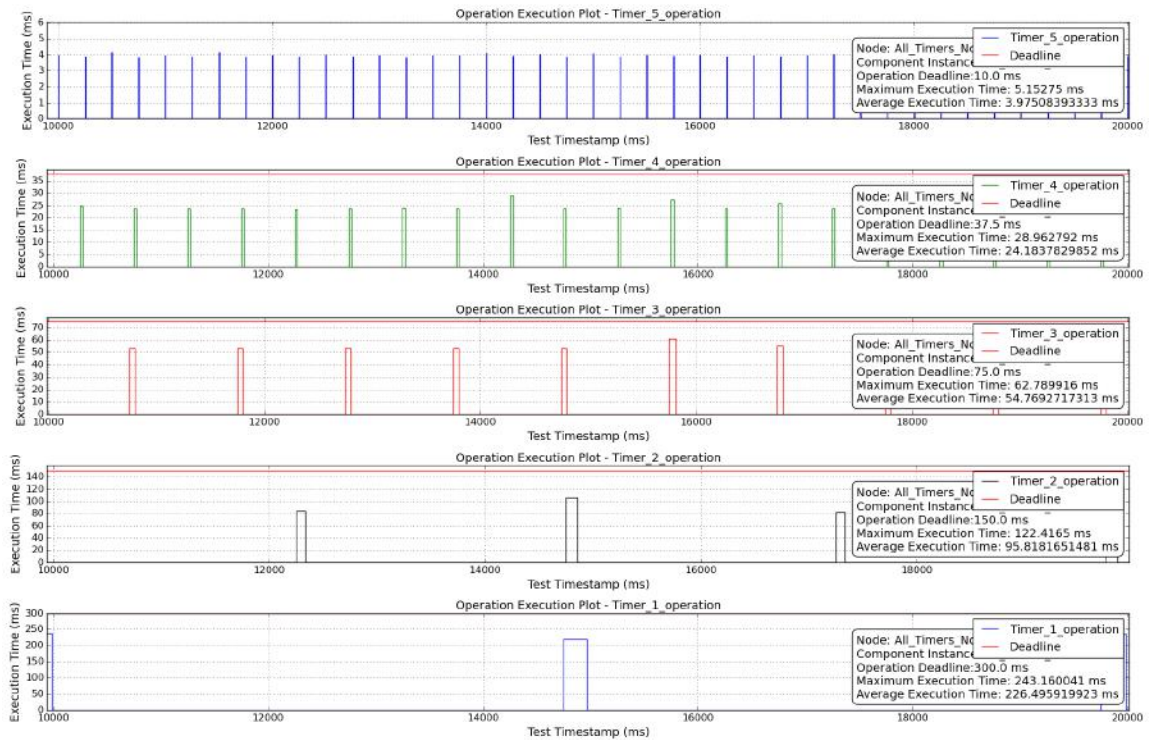 Operation Execution Plot - Timer_5_operation
Execution Time (ms)
6
5
4
3
2
1
0
10000 12000 14000 16000 18000 20000
Test Timestamp (ms)
Timer_5_operation
Deadline
Node: All_Timers_No
Component Instance
Operation Deadline:10.0 ms
Maximum Execution Time: 5.15275 ms
Average Execution Time: 3.97508393333 ms
Operation Execution Plot - Timer_4_operation
Execution Time (ms)
35
30
25
20
15
10
5
0
10000 12000 14000 16000 18000 20000
Test Timestamp (ms)
Timer_4_operation
Deadline
Node: All_Timers_No
Component Instance
Operation Deadline:37.5 ms
Maximum Execution Time: 28.962792 ms
Average Execution Time: 24.1837829852 ms
Operation Execution Plot - Timer_3_operation
Execution Time (ms)
70
60
50
40
30
20
10
0
10000 12000 14000 16000 18000 20000
Test Timestamp (ms)
Timer_3_operation
Deadline
Node: All_Timers_No
Component Instance
Operation Deadline:75.0 ms
Maximum Execution Time: 62.789916 ms
Average Execution Time: 54.7692717313 ms
Operation Execution Plot - Timer_2_operation
Execution Time (ms)
140
120
100
80
60
40
20
0
10000 12000 14000 16000 18000
Test Timestamp (ms)
Timer_2_operation
Deadline
Node: All_Timers_No
Component Instance
Operation Deadline:150.0 ms
Maximum Execution Time: 122.4165 ms
Average Execution Time: 95.8181651481 ms
Operation Execution Plot - Timer_1_operation
Execution Time (ms)
300
250
200
150
100
50
0
10000 12000 14000 16000 18000 20000
Test Timestamp (ms)
Timer_1_operation
Deadline
Node: All_Timers_No
Component Instance
Operation Deadline:300.0 ms
Maximum Execution Time: 243.160041 ms
Average Execution Time: 226.495919923 ms